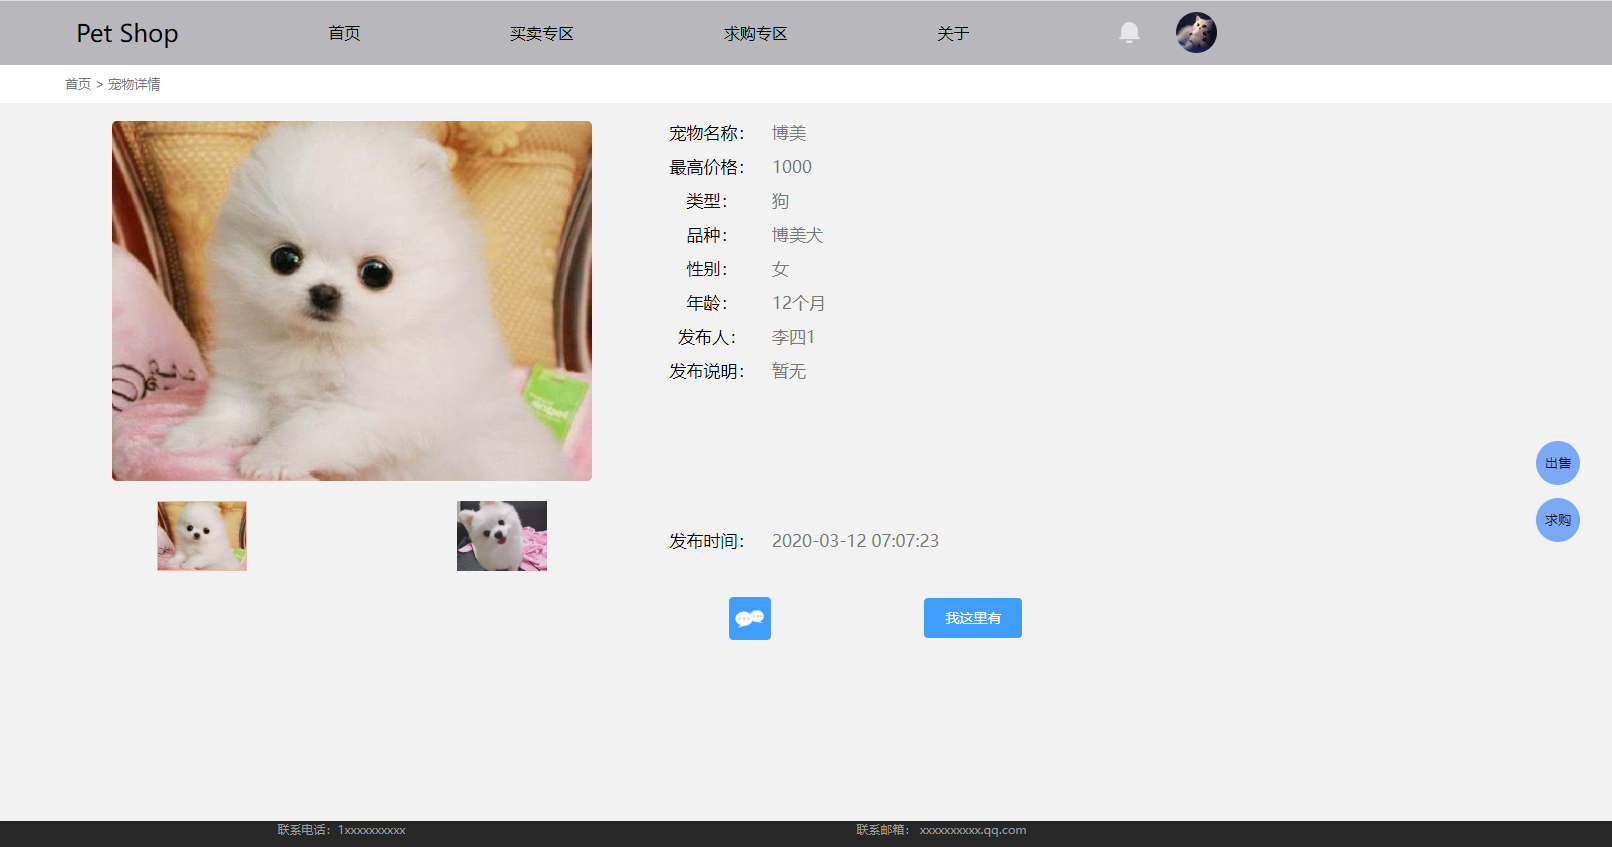 Pet Shop 首页 买卖专区 求购专区 关于
首页 > 宠物详情
宠物名称： 博美
最高价格： 1000
类型： 狗
品种： 博美犬
性别： 女
年龄： 12个月
发布人： 李四1
发布说明： 暂无
出售
求购
发布时间： 2020-03-12 07:07:23
我这里有
联系电话：1xxxxxxxxxx 联系邮箱： xxxxxxxxxx.qq.com